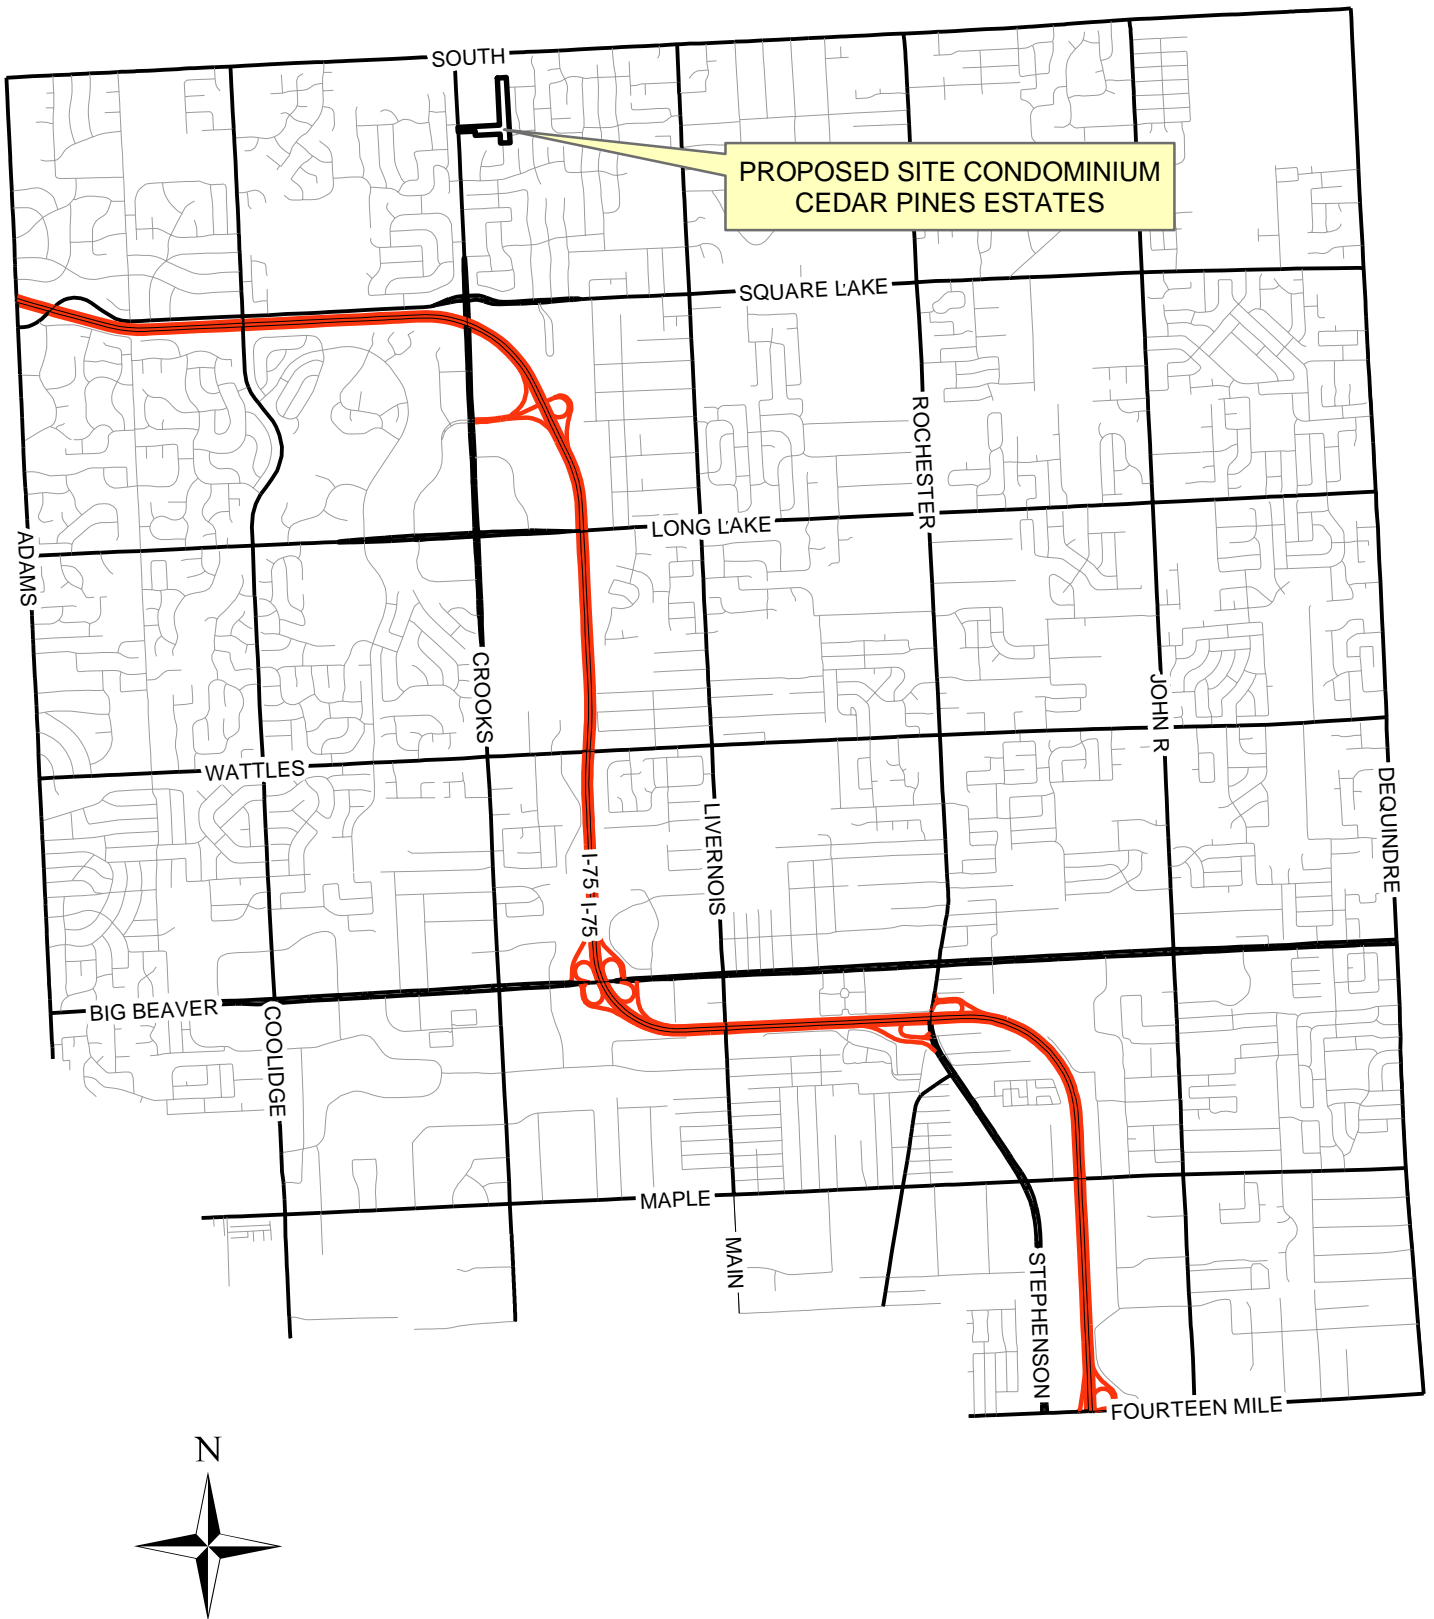 SOUTH
PROPOSED SITE CONDOMINIUM
CEDAR PINES ESTATES
SQUARE LAKE
ROCHESTER
LONG LAKE
ADAMS
CROOKS
JOHN R
WATTLES
DEQUINDRE
LIVERNOIS
I-75
I-75
BIG BEAVER
COOLIDGE
MAPLE
MAIN
STEPHENSON
FOURTEEN MILE
N